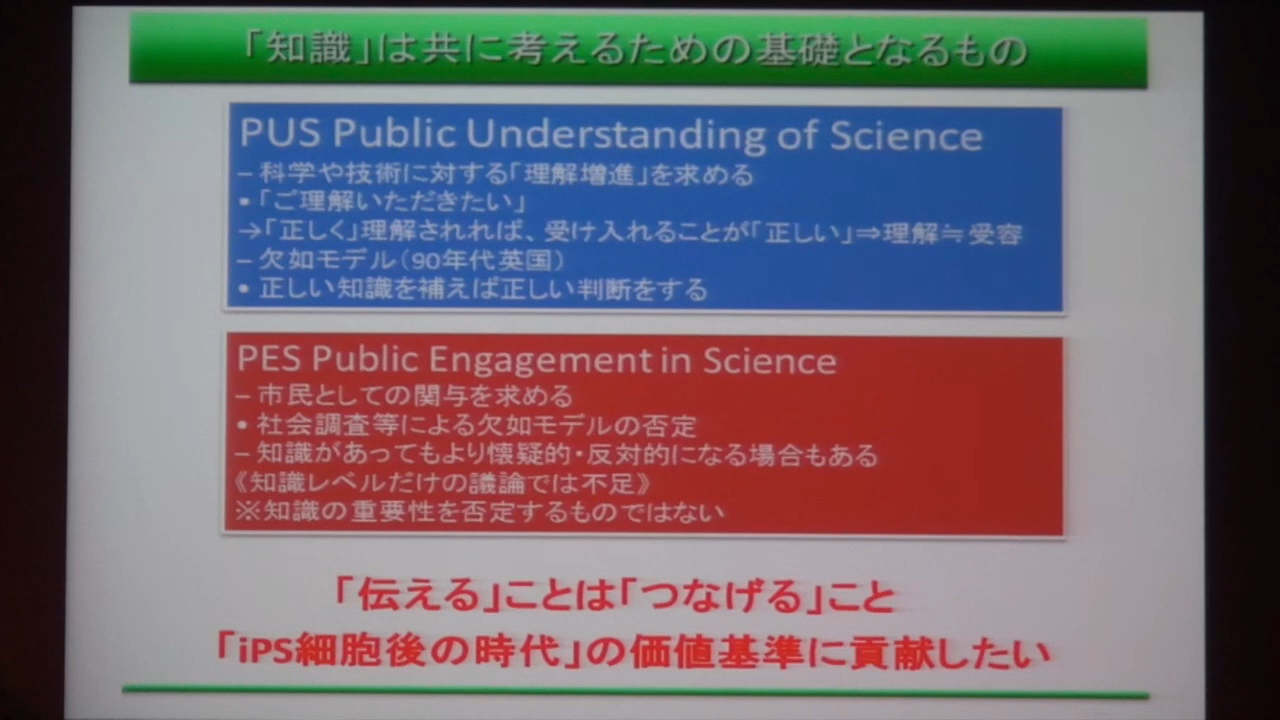 「知識」は共に考えるための基礎となるもの
PUS Public Understanding of Science
– 科学や技術に対する「理解増進」を求める
• 「ご理解いただきたい」
→「正しく」理解されれば、受け入れることが「正しい」⇒理解≒受容
– 欠如モデル（90年代英国）
• 正しい知識を補えば正しい判断をする
PES Public Engagement in Science
– 市民としての関与を求める
• 社会調査等による欠如モデルの否定
– 知識があってもより懐疑的・反対的になる場合もある
《知識レベルだけの議論では不足》
※知識の重要性を否定するものではない
「伝える」ことは「つなげる」こと
「iPS細胞後の時代」の価値基準に貢献したい